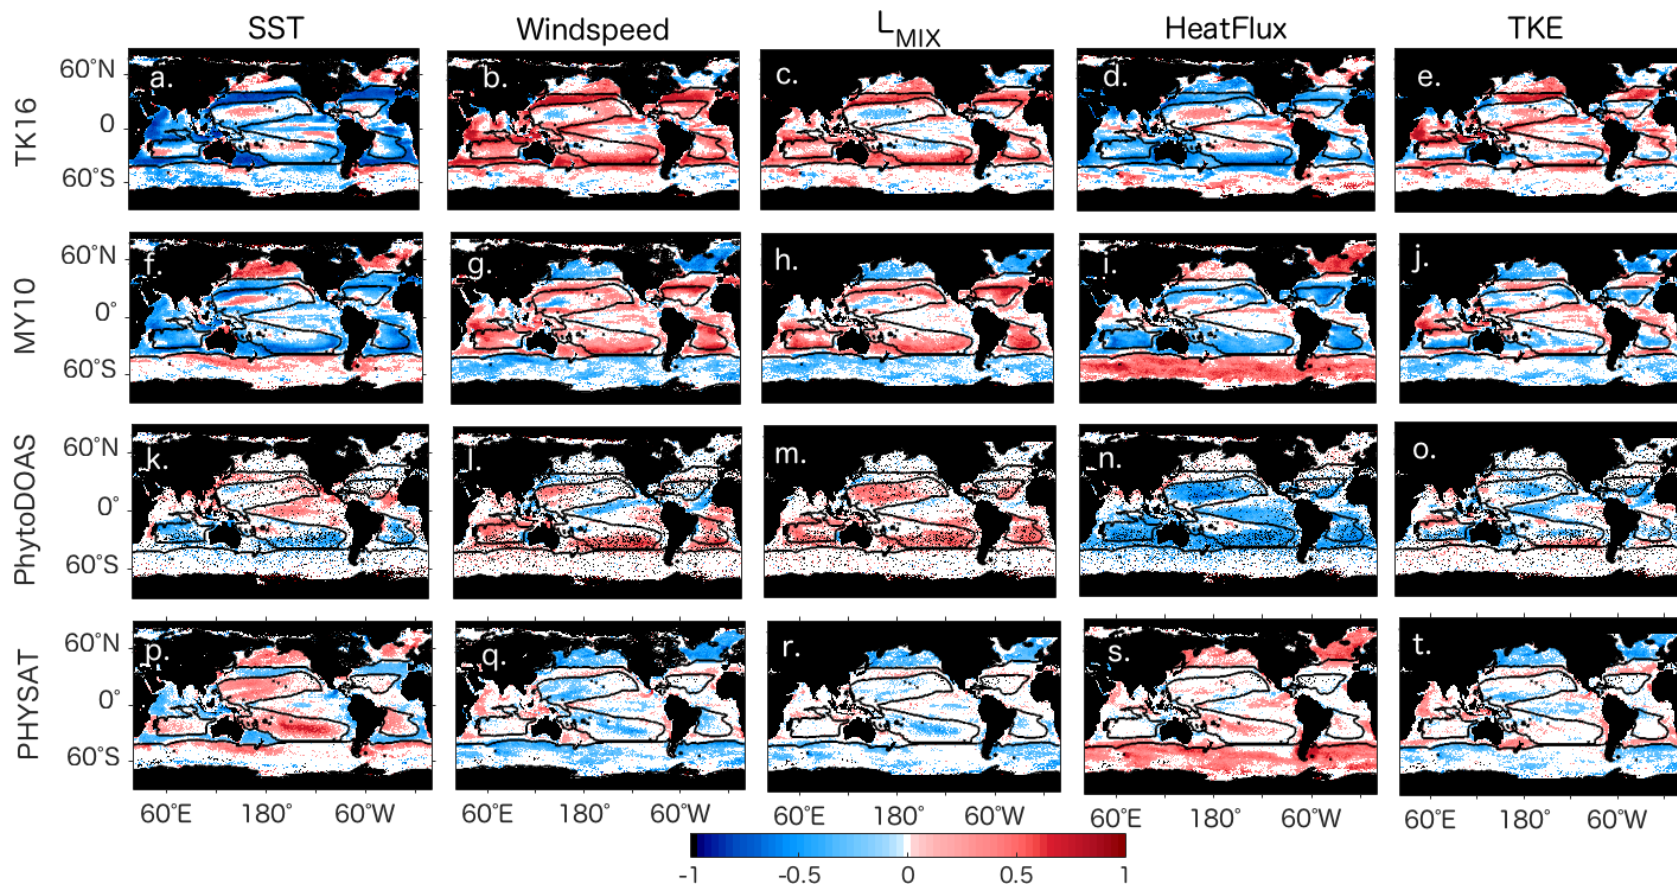 SST Windspeed L_MIX HeatFlux TKE
TK16
60°N
0
60°S
a. b. c. d. e.
MY10
60°N
0°
60°S
f. g. h. i. j.
PhytoDOAS
60°N
0°
60°S
k. l. m. n. o.
PHYSAT
60°N
0°
60°S
p. q. r. s. t.
60°E 180° 60°W 60°E 180° 60°W 60°E 180° 60°W 60°E 180° 60°W 60°E 180° 60°W
-1 -0.5 0 0.5 1